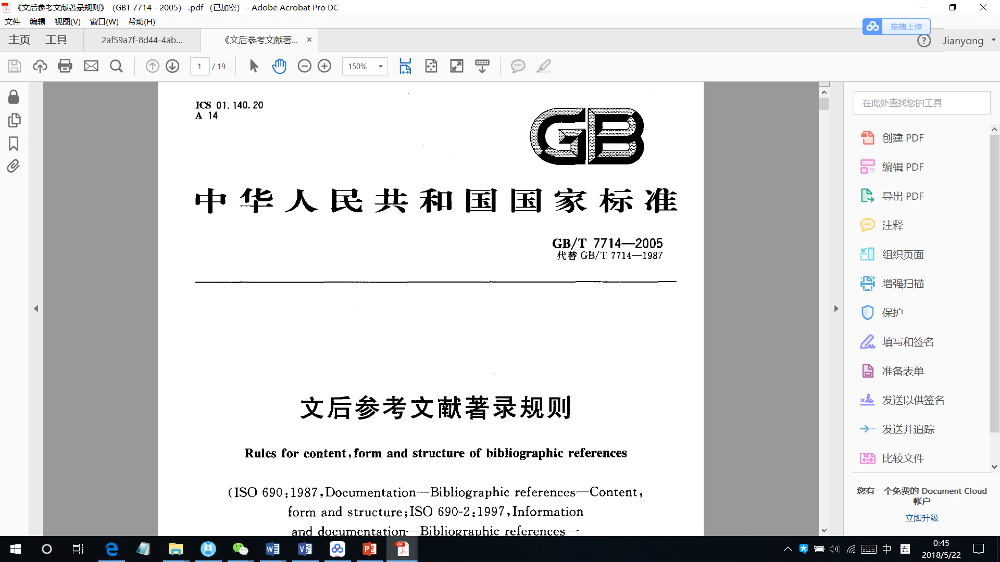 《文后参考文献著录规则》（GBT 7714 - 2005） .pdf （已加密） - Adobe Acrobat Pro DC
文件 编辑 视图(V) 窗口(W) 帮助(H)
拖拽上传
主页 工具 2af59a7f-8d44-4ab... 《文后参考文献著... × ? Jianyong
1 / 19 150%
ICS 01.140.20
A 14
GB
中华人民共和国国家标准
GB/T 7714—2005
代替 GB/T 7714—1987
文后参考文献著录规则
Rules for content, form and structure of bibliographic references
(ISO 690:1987, Documentation—Bibliographic references—Content,
form and structure; ISO 690-2:1997, Information
and documentation—Bibliographic references—
在此处查找您的工具
创建 PDF
编辑 PDF
导出 PDF
注释
组织页面
增强扫描
保护
填写和签名
准备表单
发送以供签名
发送并追踪
比较文件
您有一个免费的 Document Cloud
帐户
立即升级
中 五
0:45
2018/5/22